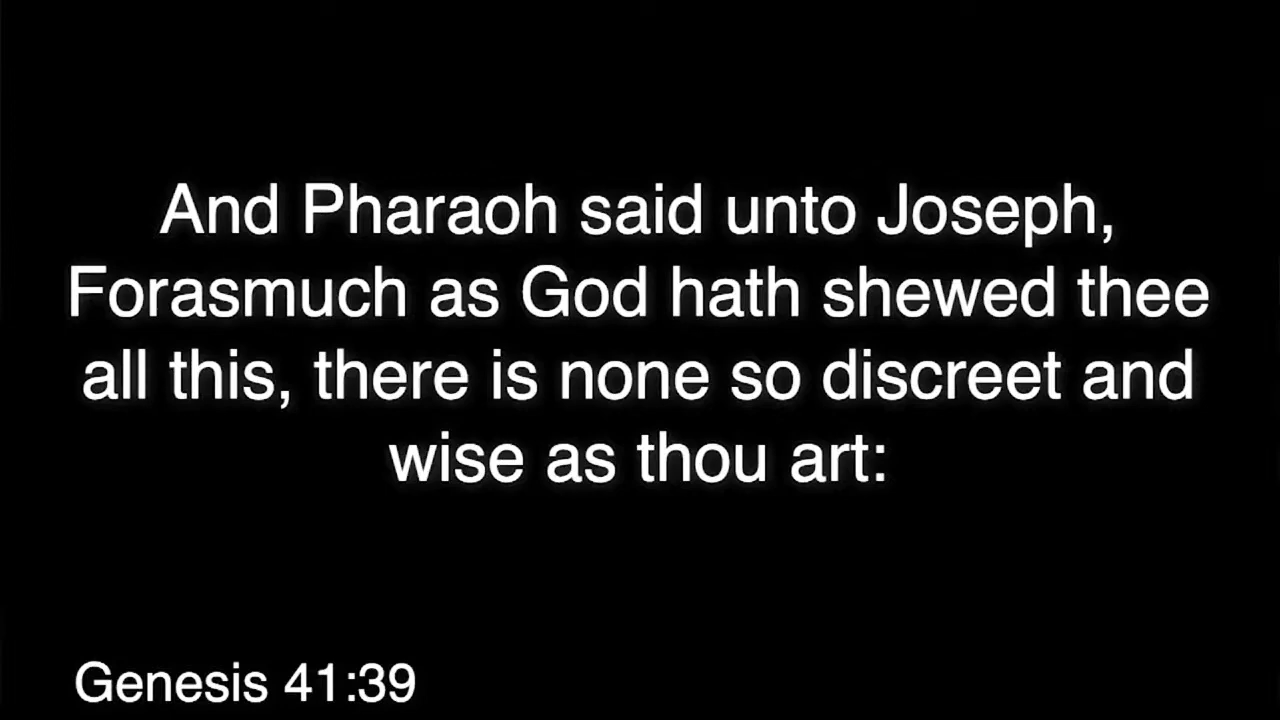 And Pharaoh said unto Joseph,
Forasmuch as God hath shewed thee
all this, there is none so discreet and
wise as thou art:
Genesis 41:39